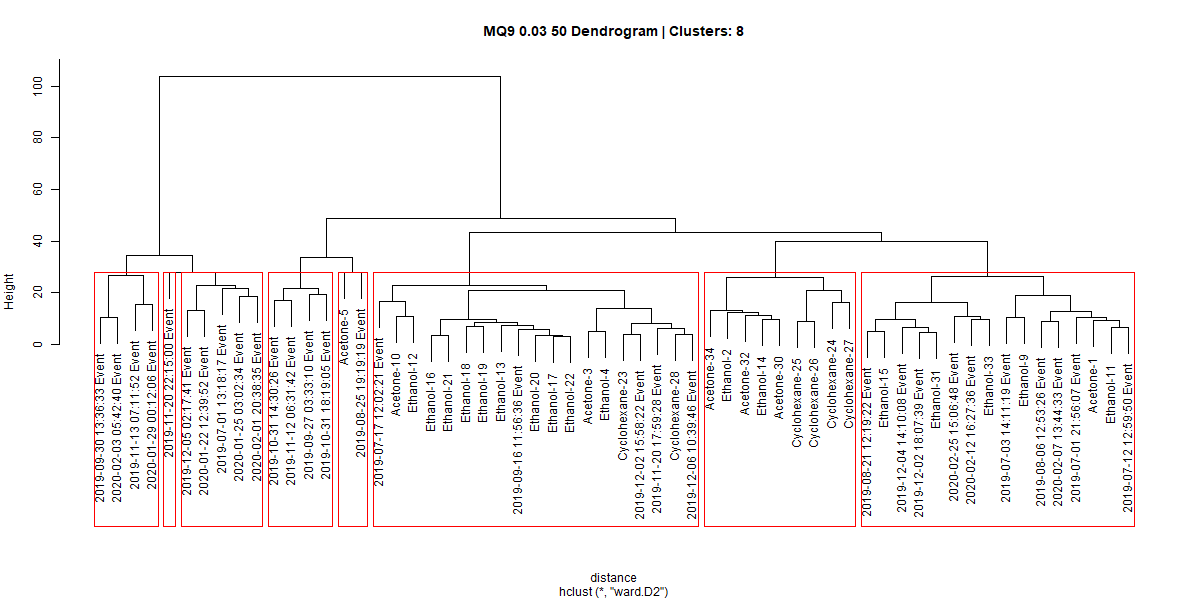 MQ9 0.03 50 Dendrogram | Clusters: 8
Height
100
80
60
40
20
0
2019-09-30 13:36:33 Event
2020-02-03 05:42:40 Event
2019-11-13 07:11:52 Event
2020-01-29 00:12:06 Event
2019-11-20 22:15:00 Event
2019-12-05 02:17:41 Event
2020-01-22 12:39:52 Event
2019-07-01 13:18:17 Event
2020-01-25 03:02:34 Event
2020-02-01 20:38:35 Event
2019-10-31 14:30:26 Event
2019-11-12 06:31:42 Event
2019-09-27 03:33:10 Event
2019-10-31 18:19:05 Event
Acetone-5
2019-08-25 19:19:19 Event
2019-07-17 12:02:21 Event
Acetone-10
Ethanol-12
Ethanol-16
Ethanol-21
Ethanol-18
Ethanol-19
Ethanol-13
2019-09-16 11:56:36 Event
Ethanol-20
Ethanol-17
Ethanol-22
Acetone-3
Ethanol-4
Cyclohexane-23
2019-12-02 15:58:22 Event
2019-11-20 17:59:28 Event
Cyclohexane-28
2019-12-06 10:39:46 Event
Acetone-34
Ethanol-2
Acetone-32
Ethanol-14
Acetone-30
Cyclohexane-25
Cyclohexane-26
Cyclohexane-24
Cyclohexane-27
2019-08-21 12:19:22 Event
Ethanol-15
2019-12-04 14:10:08 Event
2019-12-02 18:07:39 Event
Ethanol-31
2020-02-25 15:06:48 Event
2020-02-12 16:27:36 Event
Ethanol-33
2019-07-03 14:11:19 Event
Ethanol-9
2019-08-06 12:53:26 Event
2020-02-07 13:44:33 Event
2019-07-01 21:56:07 Event
Acetone-1
Ethanol-11
2019-07-12 12:59:50 Event
distance
hclust (*, "ward.D2")